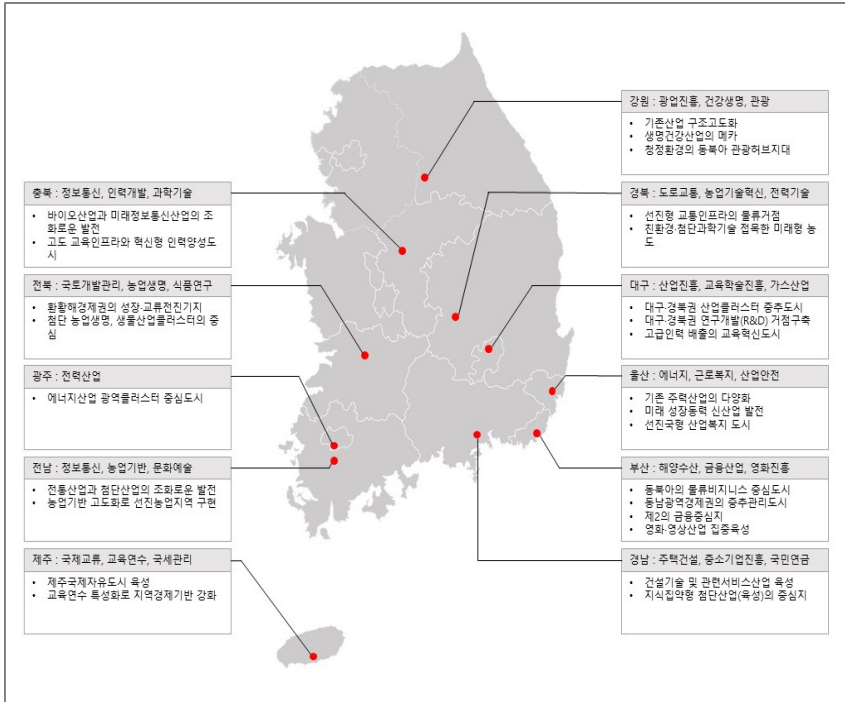 강원 : 광업진흥, 건강생명, 관광
• 기존산업 구조고도화
• 생명건강산업의 메카
• 청정환경의 동북아 관광허브지대
충북 : 정보통신, 인력개발, 과학기술
• 바이오산업과 미래정보통신산업의 조
화로운 발전
• 고도 교육인프라와 혁신형 인력양성도
시
경북 : 도로교통, 농업기술혁신, 전력기술
• 선진형 교통인프라의 물류거점
• 친환경·첨단과학기술 접목한 미래형 농
도
전북 : 국토개발관리, 농업생명, 식품연구
• 환황해경제권의 성장·교류전진기지
• 첨단 농업생명, 생물산업클러스터의 중
심
대구 : 산업진흥, 교육학술진흥, 가스산업
• 대구·경북권 산업클러스터 중추도시
• 대구·경북권 연구개발(R&D) 거점구축
• 고급인력 배출의 교육혁신도시
광주 : 전력산업
• 에너지산업 광역클러스터 중심도시
울산 : 에너지, 근로복지, 산업안전
• 기존 주력산업의 다양화
• 미래 성장동력 신산업 발전
• 선진국형 산업복지 도시
전남 : 정보통신, 농업기반, 문화예술
• 전통산업과 첨단산업의 조화로운 발전
• 농업기반 고도화로 선진농업지역 구현
부산 : 해양수산, 금융산업, 영화진흥
• 동북아의 물류비지니스 중심도시
• 동남광역경제권의 중추관리도시
• 제2의 금융중심지
• 영화·영상산업 집중육성
제주 : 국제교류, 교육연수, 국세관리
• 제주국제자유도시 육성
• 교육연수 특성화로 지역경제기반 강화
경남 : 주택건설, 중소기업진흥, 국민연금
• 건설기술 및 관련서비스산업 육성
• 지식집약형 첨단산업(육성)의 중심지